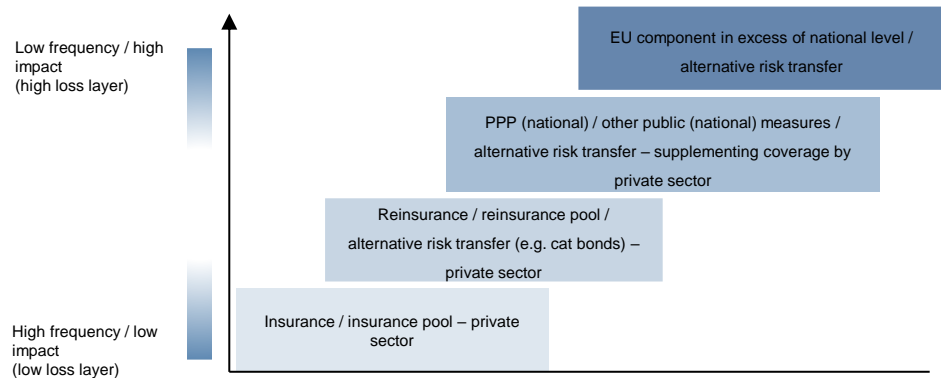 Low frequency / high
impact
(high loss layer)
EU component in excess of national level /
alternative risk transfer
PPP (national) / other public (national) measures /
alternative risk transfer – supplementing coverage by
private sector
Reinsurance / reinsurance pool /
alternative risk transfer (e.g. cat bonds) –
private sector
Insurance / insurance pool – private
sector
High frequency / low
impact
(low loss layer)